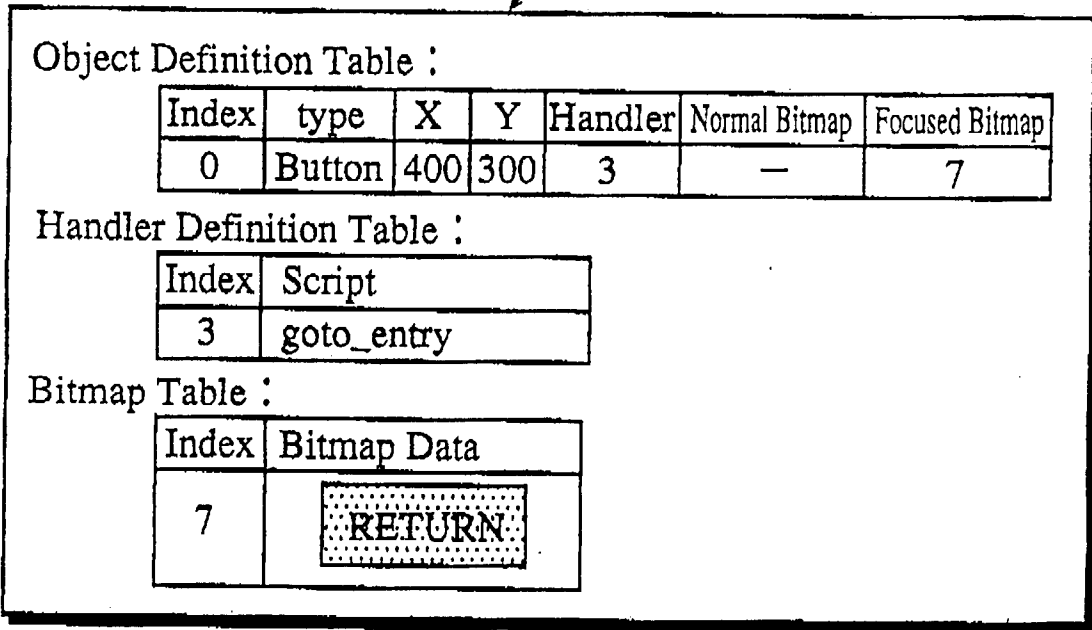 Object Definition Table :
Index type X Y Handler Normal Bitmap Focused Bitmap
0 Button 400 300 3 — 7
Handler Definition Table :
Index Script
3 goto_entry
Bitmap Table :
Index Bitmap Data
7 RETURN